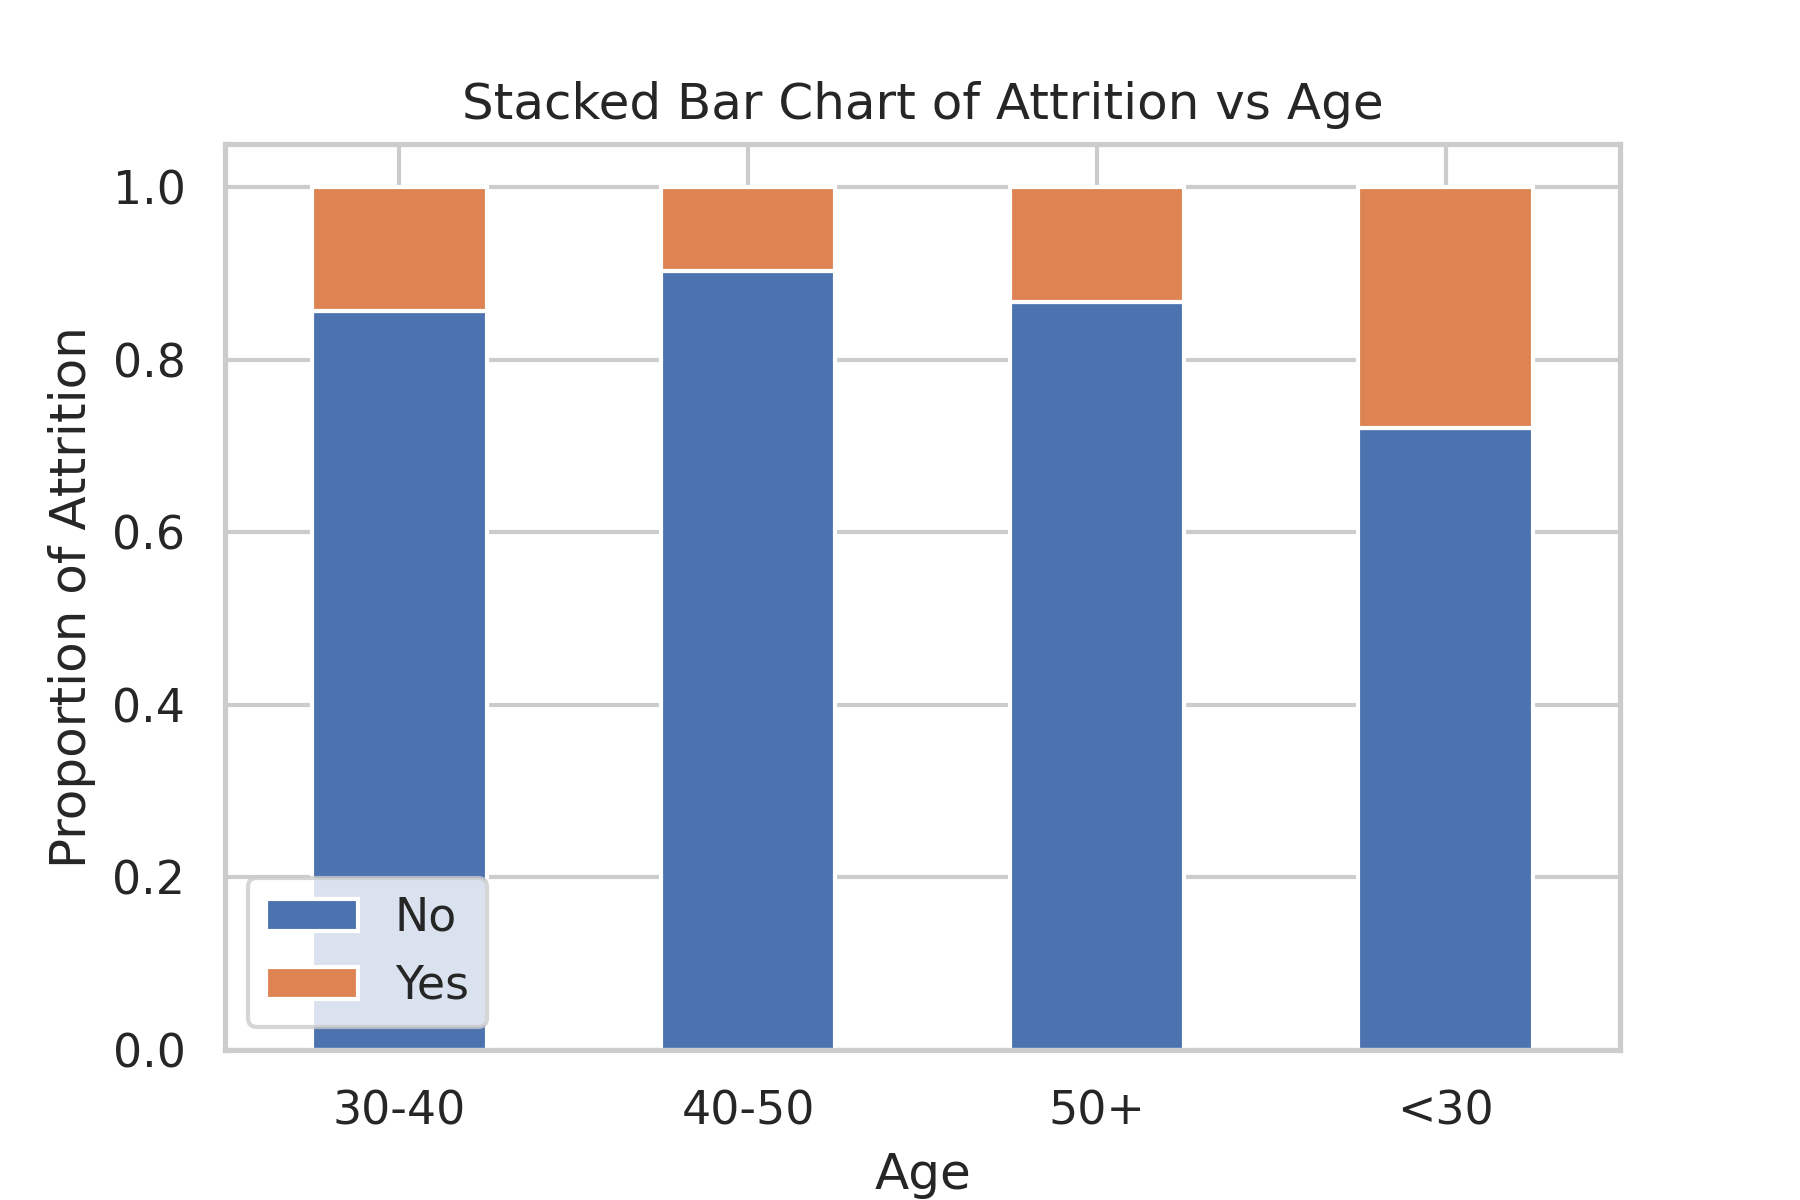 Stacked Bar Chart of Attrition vs Age
Proportion of Attrition
1.0
0.8
0.6
0.4
0.2
0.0
No
Yes
30-40
40-50
50+
<30
Age